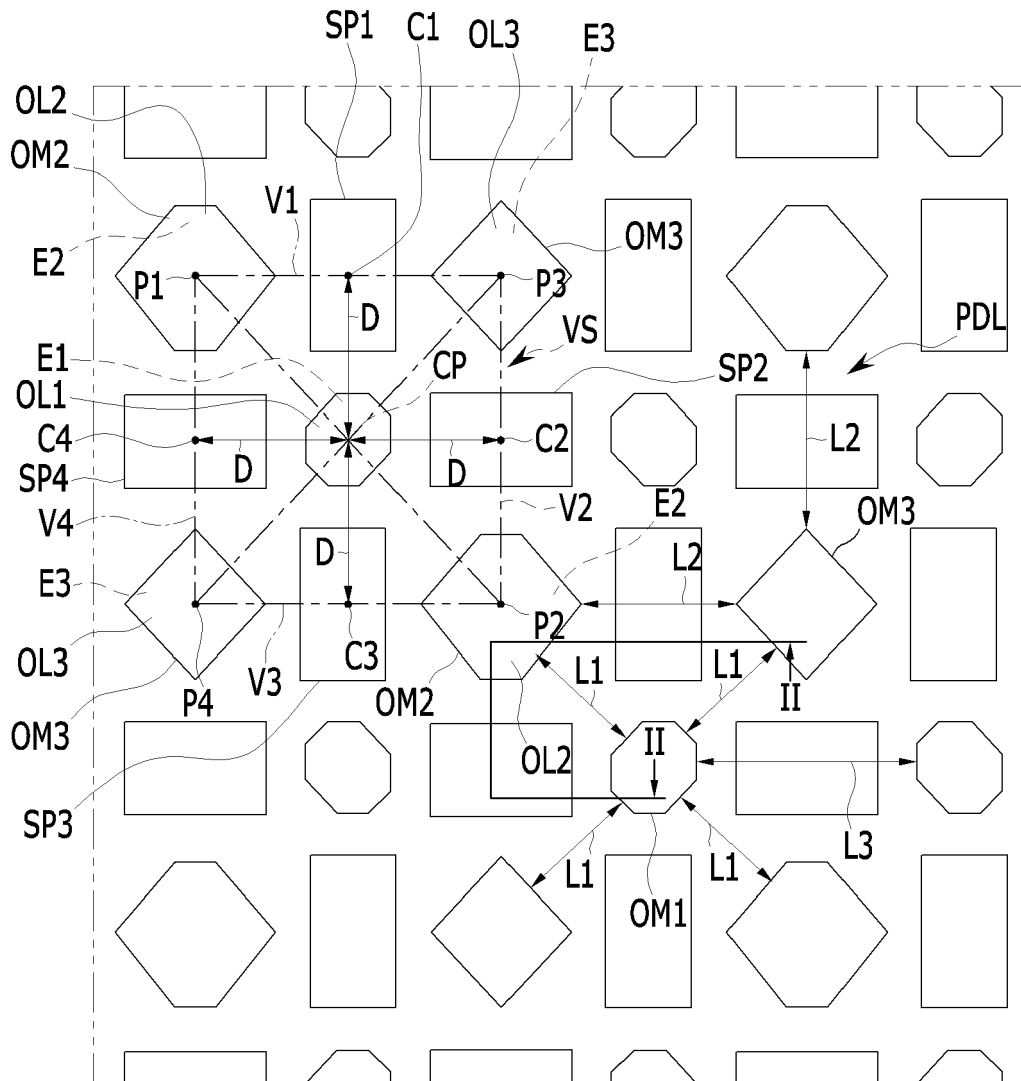 SP1 C1 OL3 E3
OL2
OM2
V1
OM3
E2
P1 P3
D
VS
PDL
E1 CP
SP2
OL1
C4 C2 L2
D D
SP4
V2
E2 OM3
V4
D
L2
E3
P2
C3
OL3
V3
L1 L1
OM2
P4 II
OM3
II
OL2
SP3
L3
L1 L1
OM1